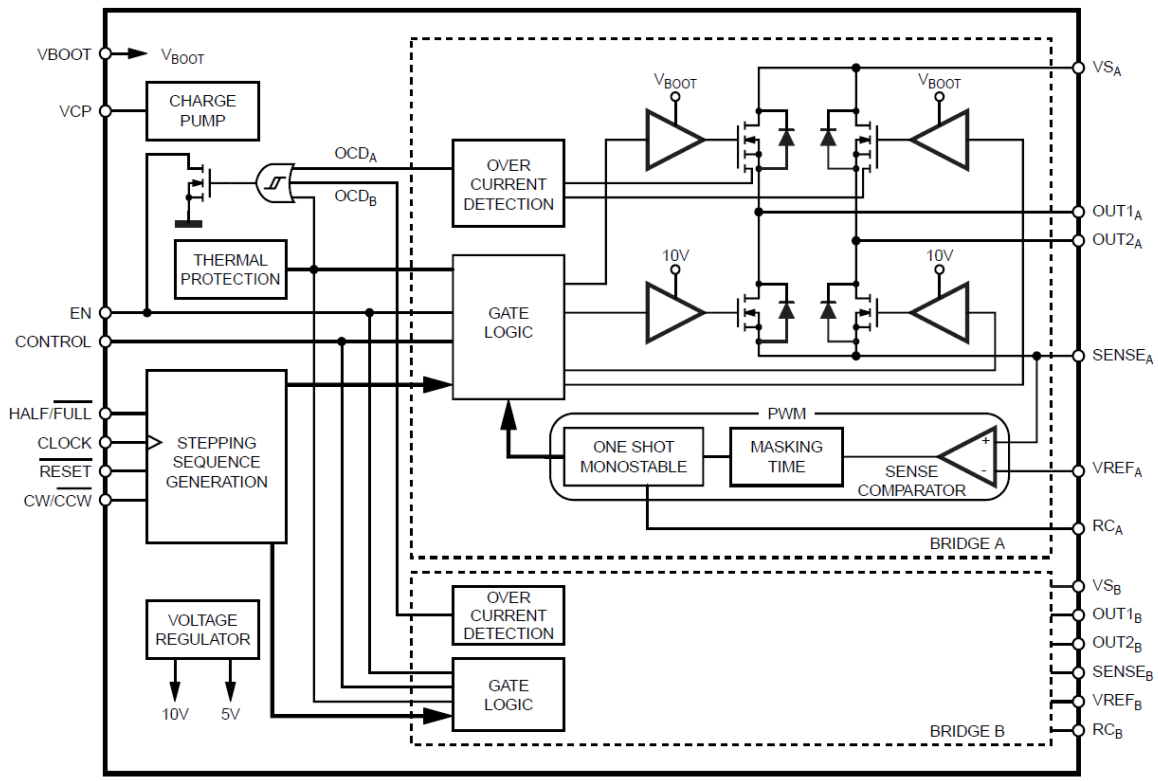 VBOOT
VBOOT
VCP
CHARGE
PUMP
OCDA
OCDB
THERMAL
PROTECTION
EN
CONTROL
HALF/FULL
CLOCK
RESET
CW/CCW
STEPPING
SEQUENCE
GENERATION
VOLTAGE
REGULATOR
10V
5V
OVER
CURRENT
DETECTION
GATE
LOGIC
VBOOT
VBOOT
10V
10V
PWM
ONE SHOT
MONOSTABLE
MASKING
TIME
+
-
SENSE
COMPARATOR
BRIDGE A
OVER
CURRENT
DETECTION
GATE
LOGIC
BRIDGE B
VSA
OUT1A
OUT2A
SENSEA
VREFA
RCA
VSB
OUT1B
OUT2B
SENSEB
VREFB
RCB